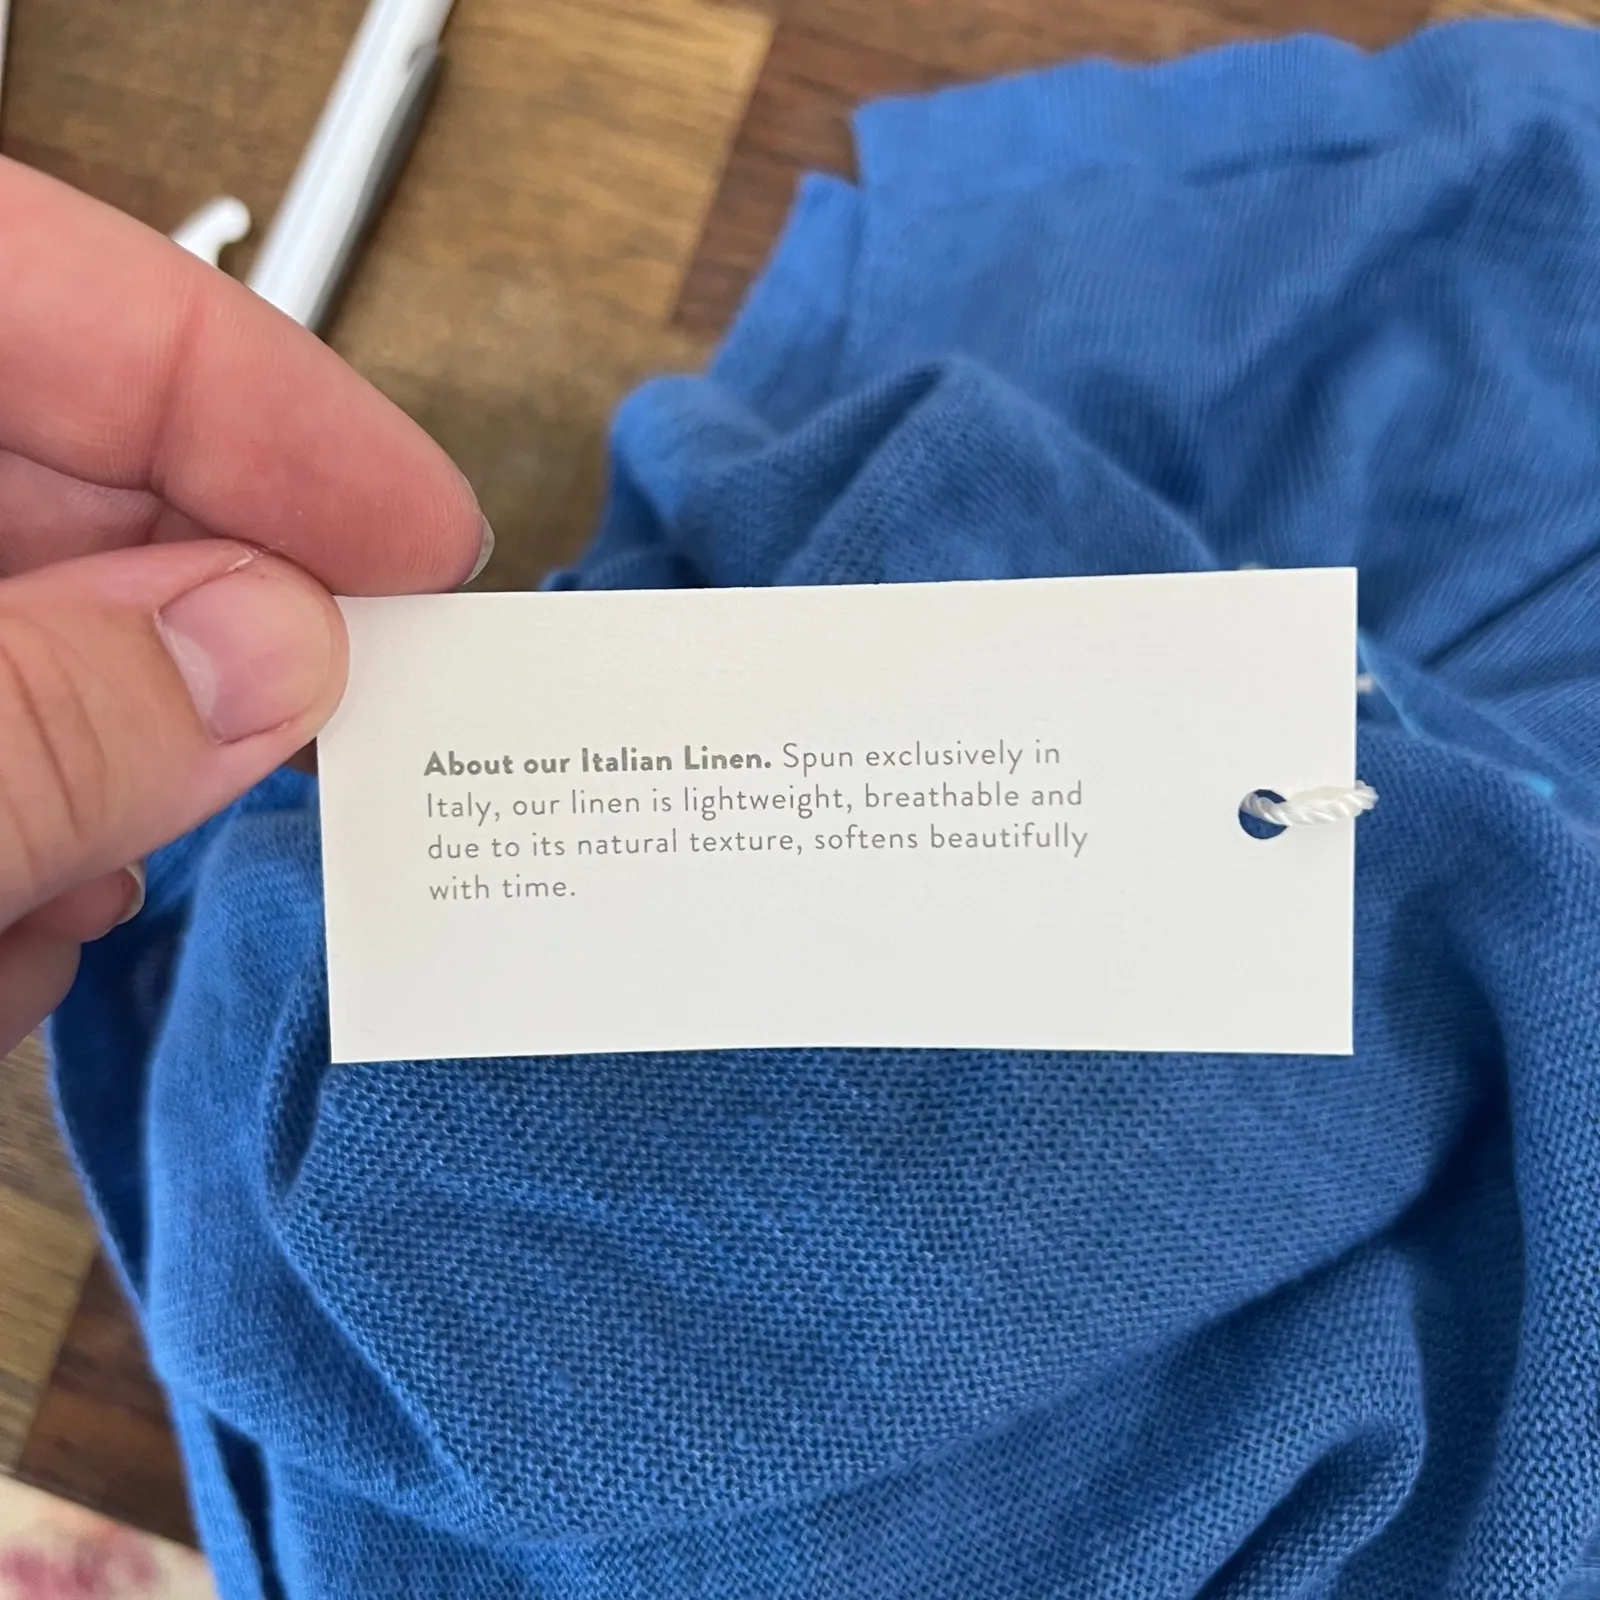 About our Italian Linen. Spun exclusively in
Italy, our linen is lightweight, breathable and
due to its natural texture, softens beautifully
with time.